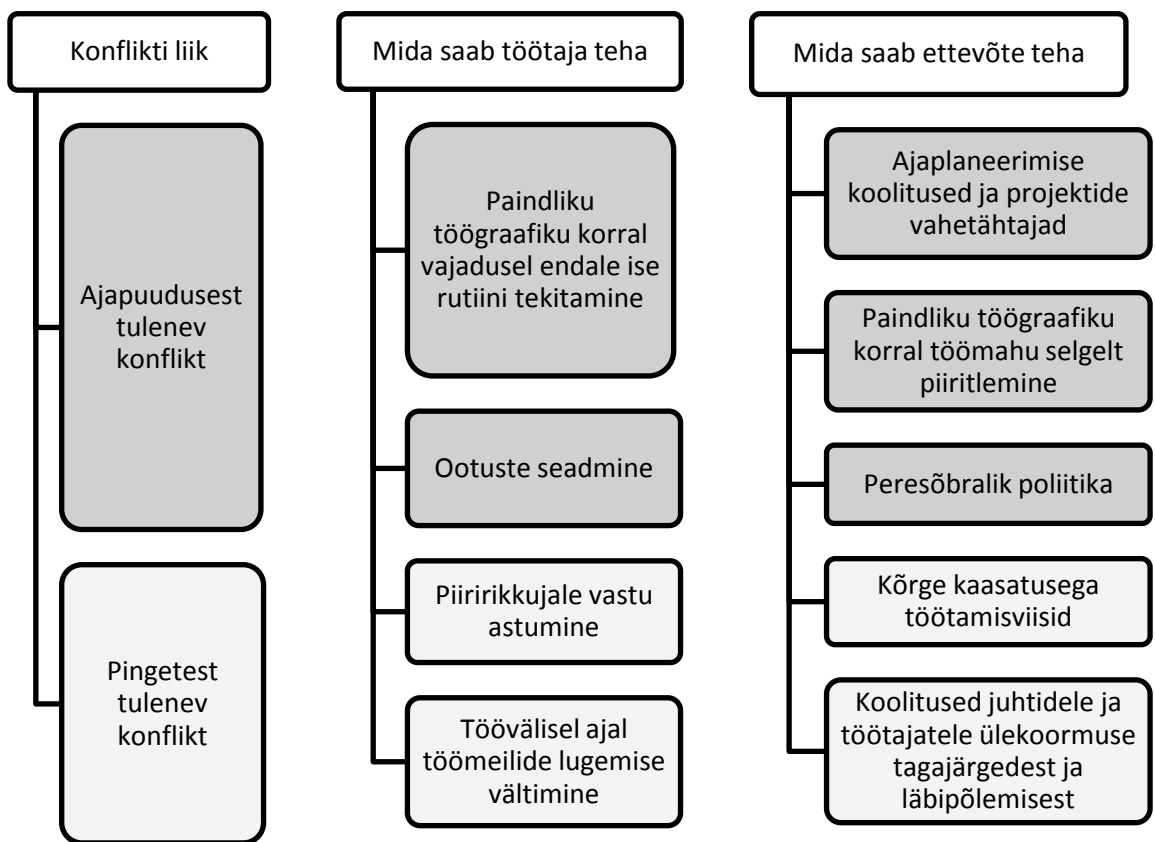 Konflikti liik
Ajapuudusest
tulenev
konflikt
Pingetest
tulenev
konflikt
Mida saab töötaja teha
Paindliku
töögraafiku korral
vajadusel endale ise
rutiini tekitamine
Ootuste seadmine
Piiririkkujale vastu
astumine
Töövälisel ajal
töömeilide lugemise
vältimine
Mida saab ettevõte teha
Ajaplaneerimise
koolitused ja projektide
vahetähtajad
Paindliku töögraafiku
korral töömahu selgelt
piiritlemine
Peresõbralik poliitika
Kõrge kaasatusega
töötamisviisid
Koolitused juhtidele ja
töötajatele ülekoormuse
tagajärgedest ja
läbipõlemisest